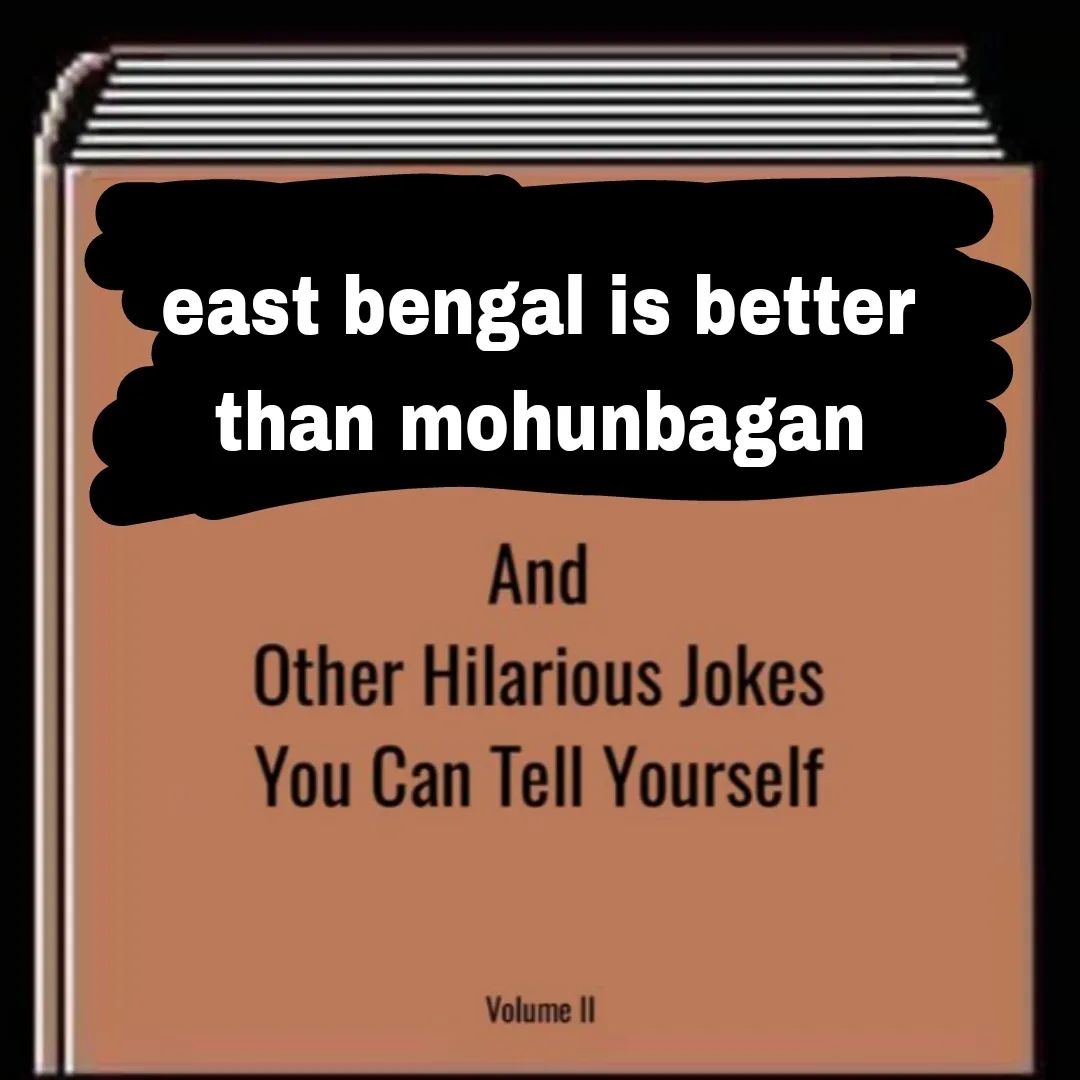 east bengal is better
than mohunbagan
And
Other Hilarious Jokes
You Can Tell Yourself
Volume II